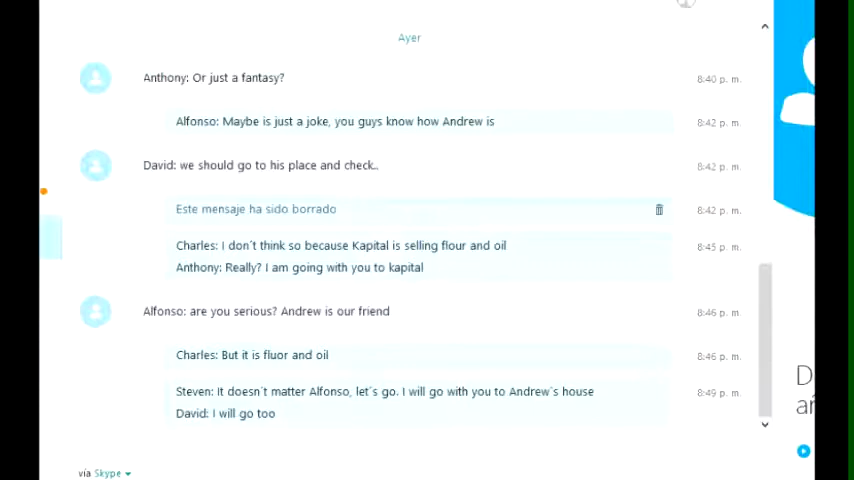 Ayer
Anthony: Or just a fantasy?
8:40 p. m.
Alfonso: Maybe is just a joke, you guys know how Andrew is
8:42 p. m.
David: we should go to his place and check..
8:42 p. m.
Este mensaje ha sido borrado
8:42 p. m.
Charles: I don´t think so because Kapital is selling flour and oil
8:45 p. m.
Anthony: Really? I am going with you to kapital
Alfonso: are you serious? Andrew is our friend
8:46 p. m.
Charles: But it is fluor and oil
8:46 p. m.
Steven: It doesn´t matter Alfonso, let´s go. I will go with you to Andrew´s house
8:49 p. m.
David: I will go too
vía Skype